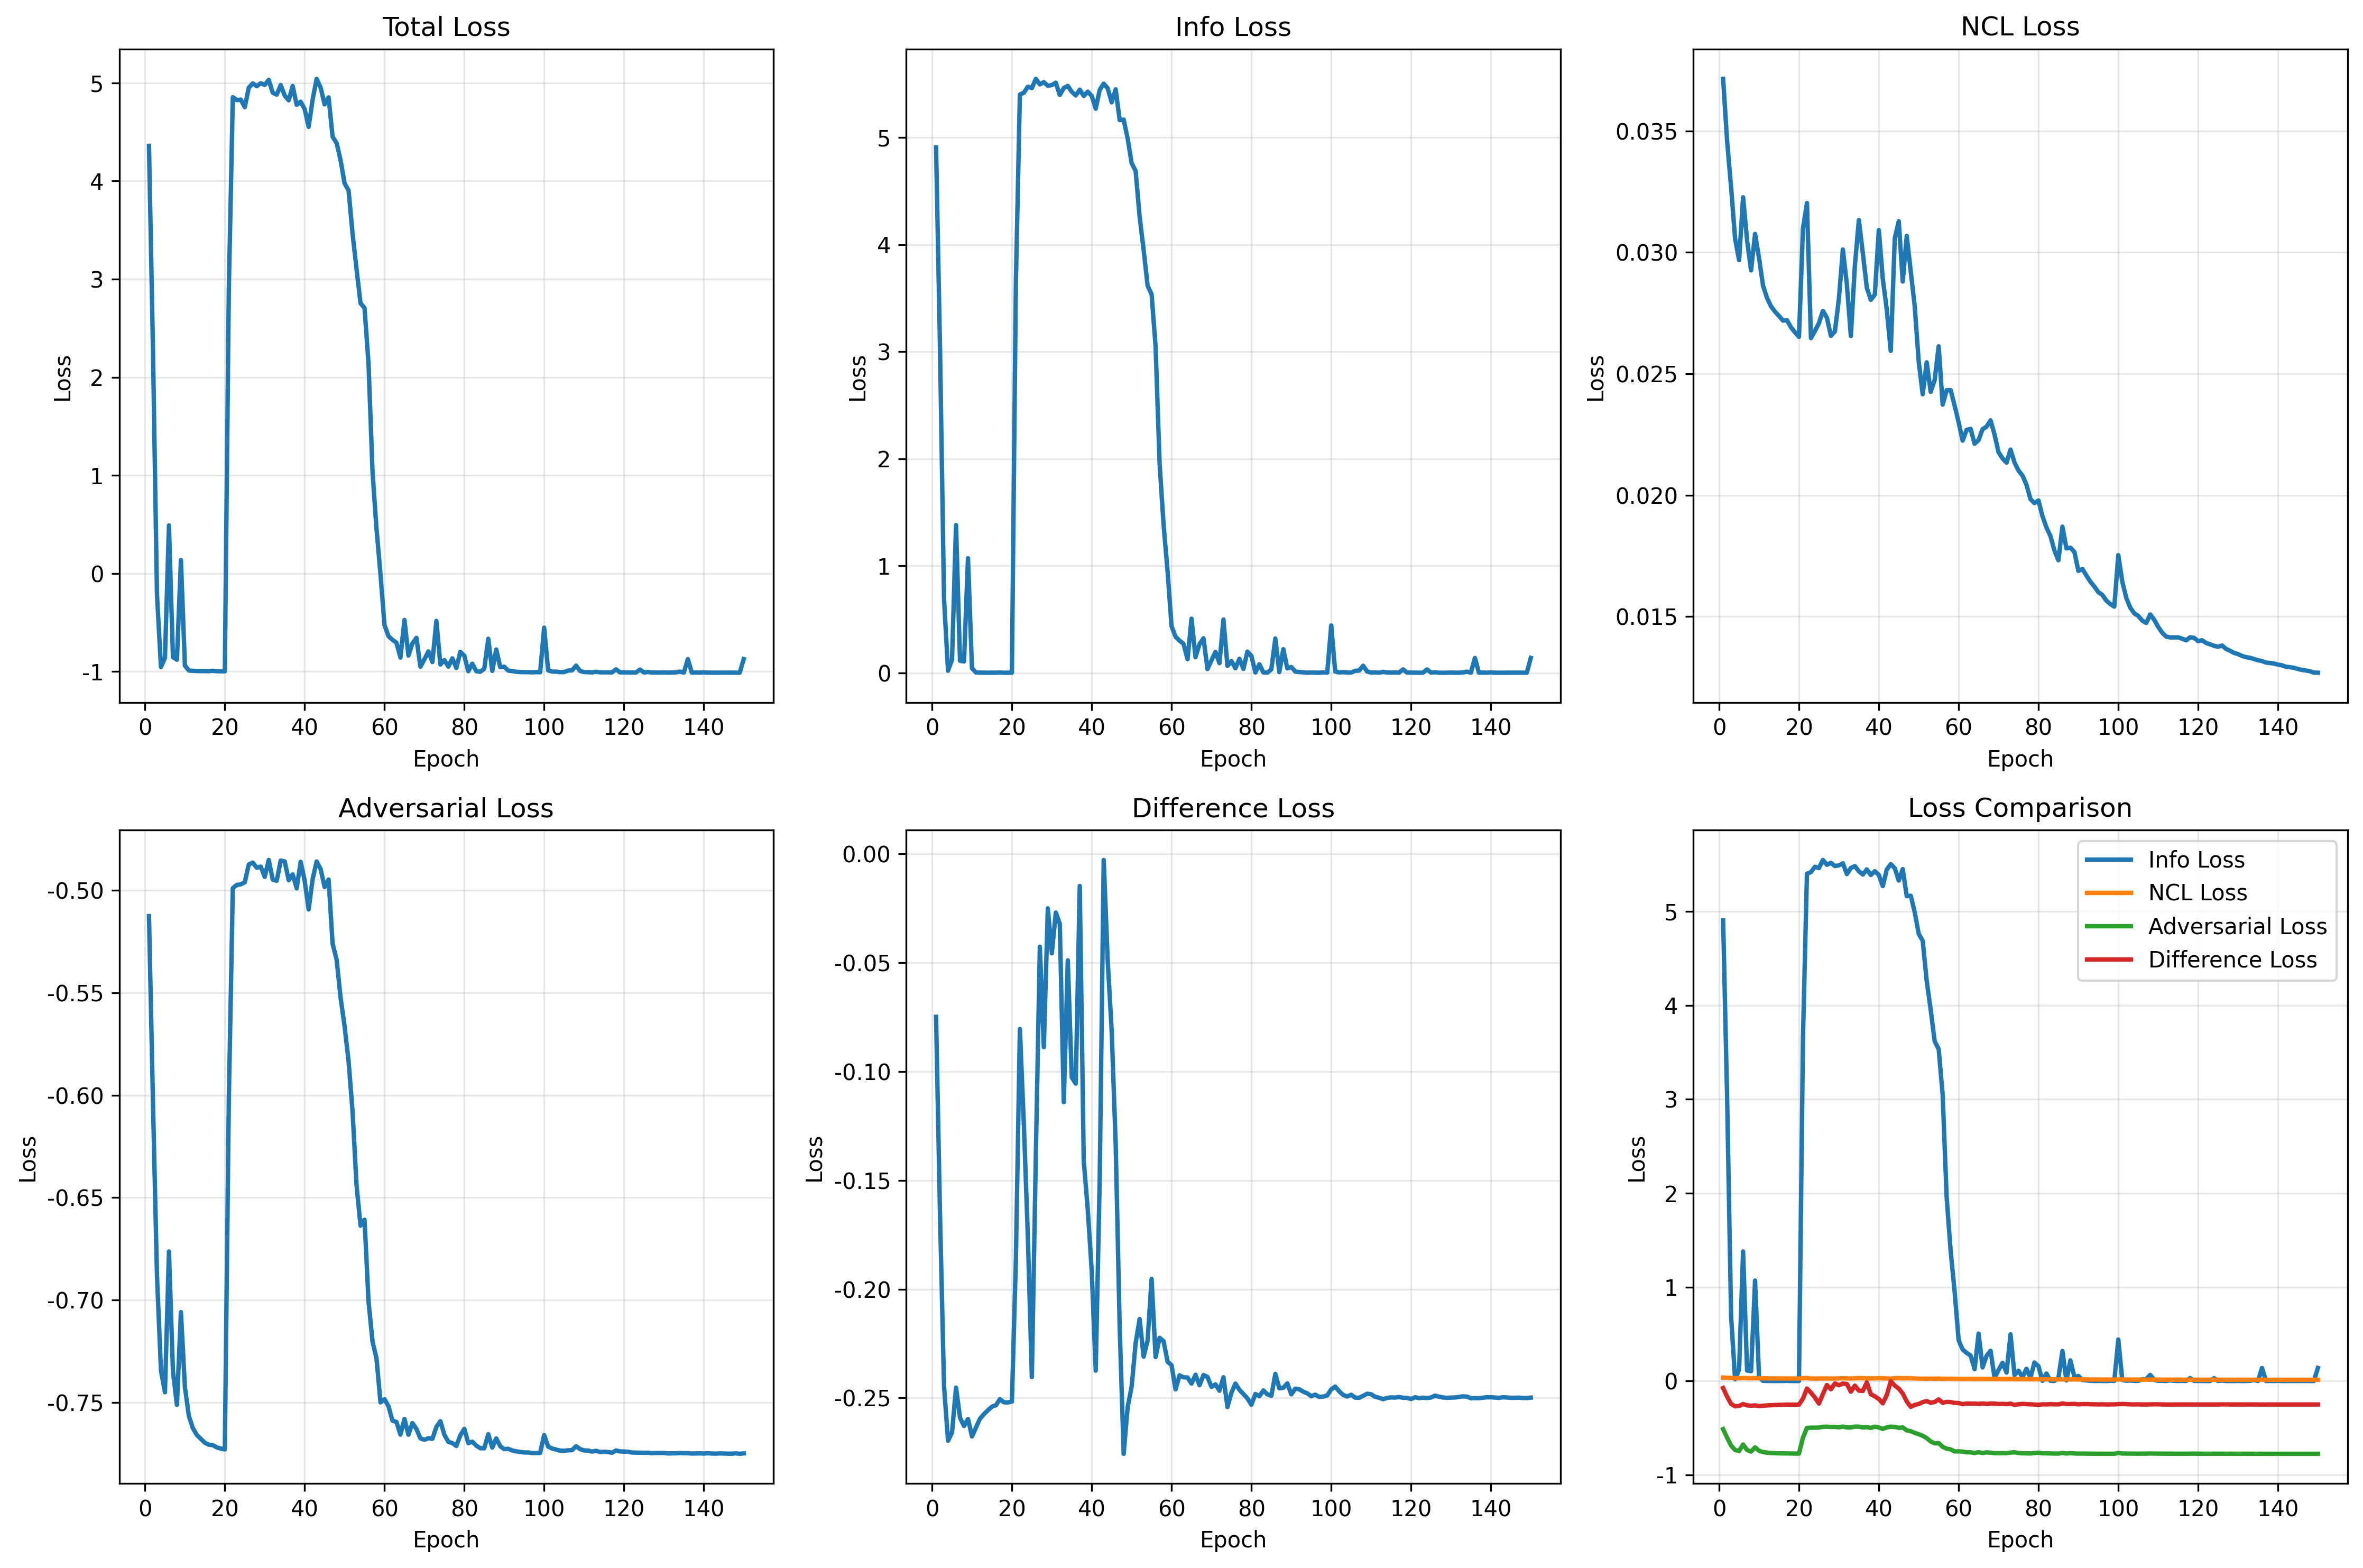 Total Loss
Loss
5
4
3
2
1
0
-1
0 20 40 60 80 100 120 140
Epoch
Info Loss
Loss
5
4
3
2
1
0
0 20 40 60 80 100 120 140
Epoch
NCL Loss
Loss
0.035
0.030
0.025
0.020
0.015
0 20 40 60 80 100 120 140
Epoch
Adversarial Loss
Loss
-0.50
-0.55
-0.60
-0.65
-0.70
-0.75
0 20 40 60 80 100 120 140
Epoch
Difference Loss
Loss
0.00
-0.05
-0.10
-0.15
-0.20
-0.25
0 20 40 60 80 100 120 140
Epoch
Loss Comparison
Loss
5
4
3
2
1
0
-1
Info Loss
NCL Loss
Adversarial Loss
Difference Loss
0 20 40 60 80 100 120 140
Epoch